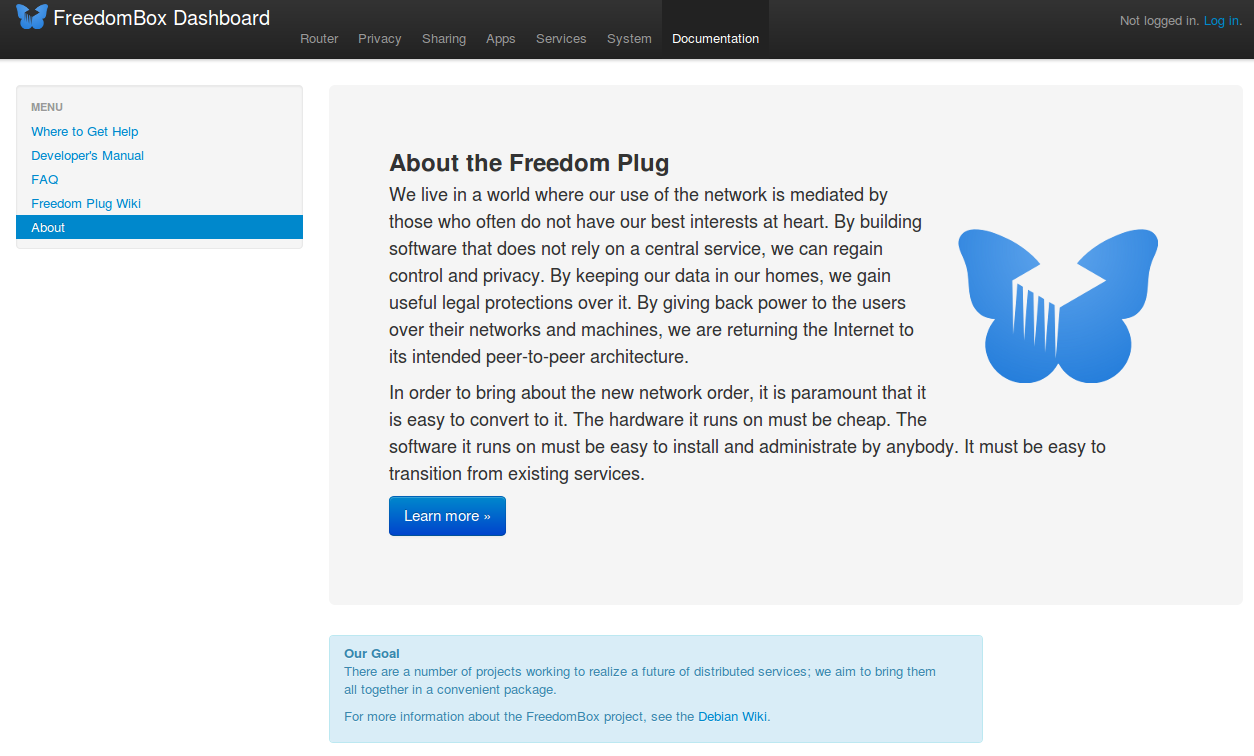 FreedomBox Dashboard
Router Privacy Sharing Apps Services System Documentation
Not logged in. Log in.
MENU
Where to Get Help
Developer's Manual
FAQ
Freedom Plug Wiki
About
About the Freedom Plug
We live in a world where our use of the network is mediated by
those who often do not have our best interests at heart. By building
software that does not rely on a central service, we can regain
control and privacy. By keeping our data in our homes, we gain
useful legal protections over it. By giving back power to the users
over their networks and machines, we are returning the Internet to
its intended peer-to-peer architecture.
In order to bring about the new network order, it is paramount that it
is easy to convert to it. The hardware it runs on must be cheap. The
software it runs on must be easy to install and administrate by anybody. It must be easy to
transition from existing services.
Learn more »
Our Goal
There are a number of projects working to realize a future of distributed services; we aim to bring them
all together in a convenient package.
For more information about the FreedomBox project, see the Debian Wiki.